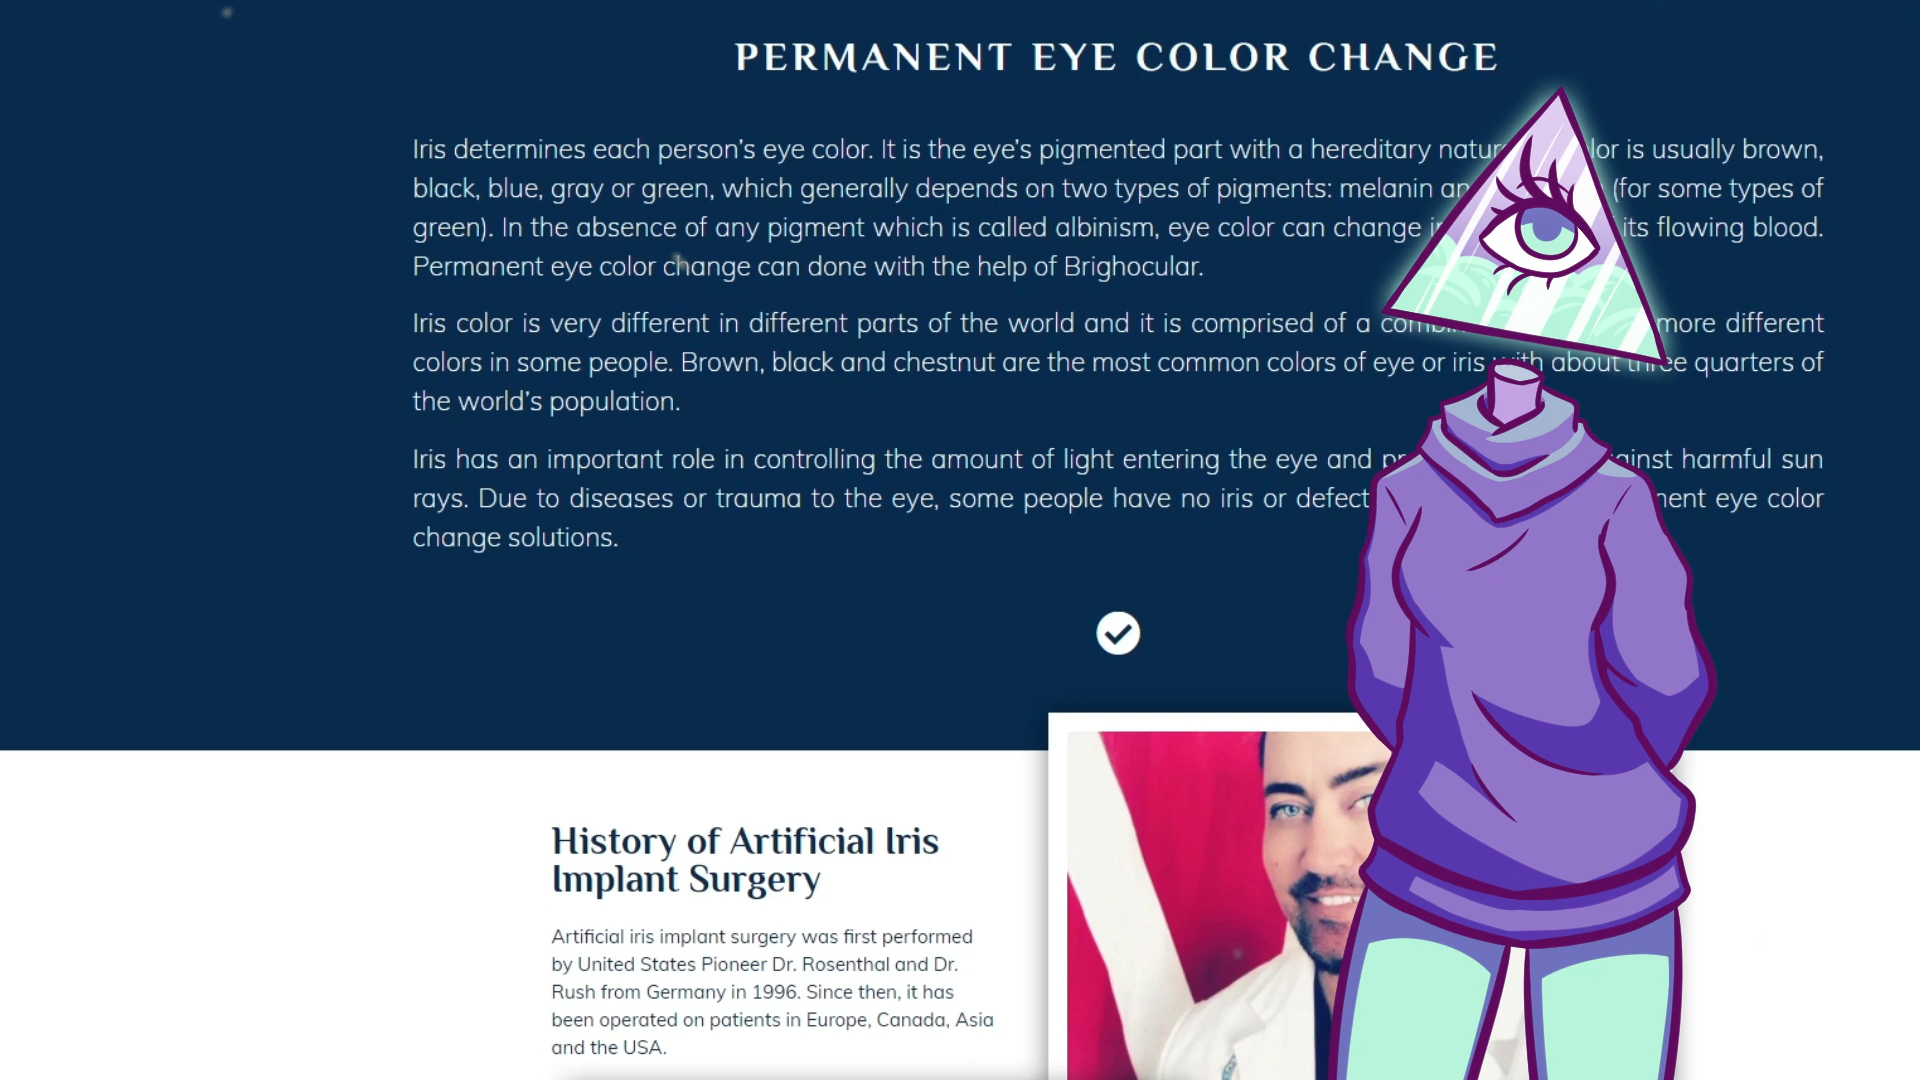 PERMANENT EYE COLOR CHANGE
Iris determines each person's eye color. It is the eye's pigmented part with a hereditary is usually brown,
black, blue, gray or green, which generally depends on two types of pigments: melanin (for some types of
green). In the absence of any pigment which is called albinism, eye color can change its flowing blood.
Permanent eye color change can done with the help of Brighocular.
Iris color is very different in different parts of the world and it is comprised of a more different
colors in some people. Brown, black and chestnut are the most common colors of eye or iris with about three quarters of
the world's population.
Iris has an important role in controlling the amount of light entering the eye and harmful sun
rays. Due to diseases or trauma to the eye, some people have no iris or eye color
change solutions.
History of Artificial Iris
Implant Surgery
Artificial iris implant surgery was first performed
by United States Pioneer Dr. Rosenthal and Dr.
Rush from Germany in 1996. Since then, it has
been operated on patients in Europe, Canada, Asia
and the USA.